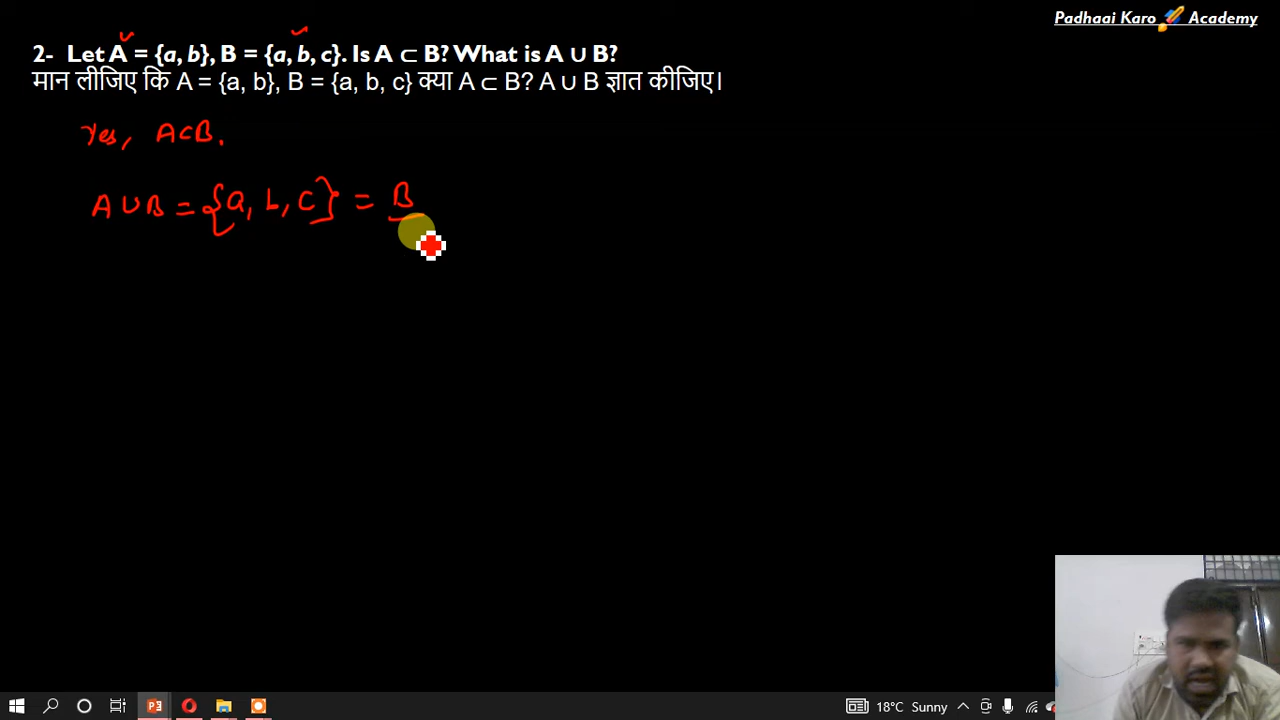 Padhaai Karo Academy
2- Let A = {a, b}, B = {a, b, c}. Is A ⊂ B? What is A ∪ B?
मान लीजिए कि A = {a, b}, B = {a, b, c} क्या A ⊂ B? A ∪ B ज्ञात कीजिए।
Yes, A⊂B.
A∪B = {a, b, c} = B
18°C Sunny